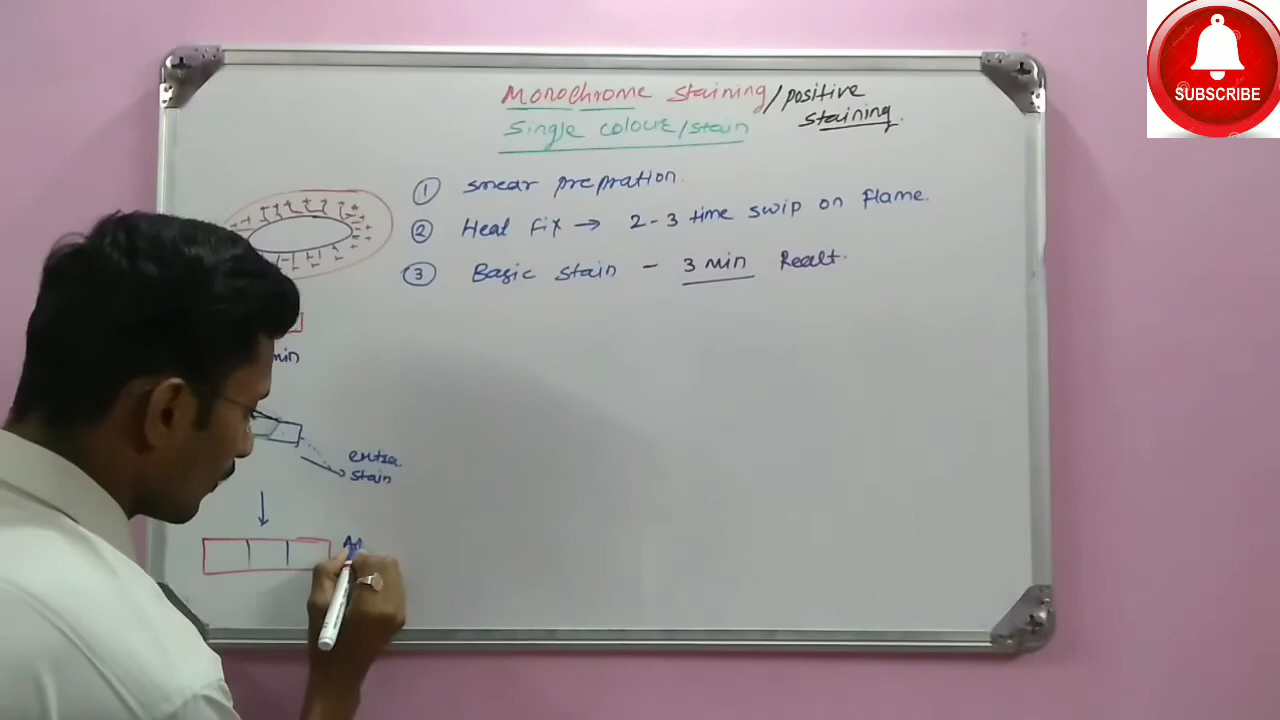 Monochrome staining/positive
staining.
Single colour/stain
① smear prepration.
② Heat Fix → 2-3 time swip on flame.
③ Basic stain - 3 min Reat.
min
extra
stain
SUBSCRIBE